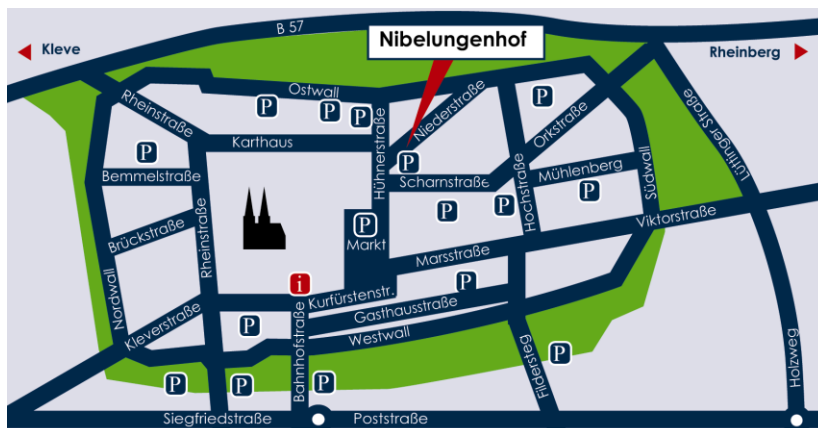 B 57
Kleve
Nibelungenhof
Rheinberg
Ostwall
P
P
P
P
Rheinstraße
Niederstraße
Orkstraße
Lüttinger Straße
Karthaus
Hühnerstraße
P
P
Bemmelstraße
Scharnstraße
Mühlenberg
Südwall
P
P
P
Hochstraße
P
Markt
Brückstraße
Rheinstraße
Viktorstraße
Marsstraße
Nordwall
i
Kurfürstenstr.
P
Gasthausstraße
Kleverstraße
P
Westwall
Bahnhofstraße
P
P
P
P
Fildersteg
Holzweg
Siegfriedstraße
Poststraße